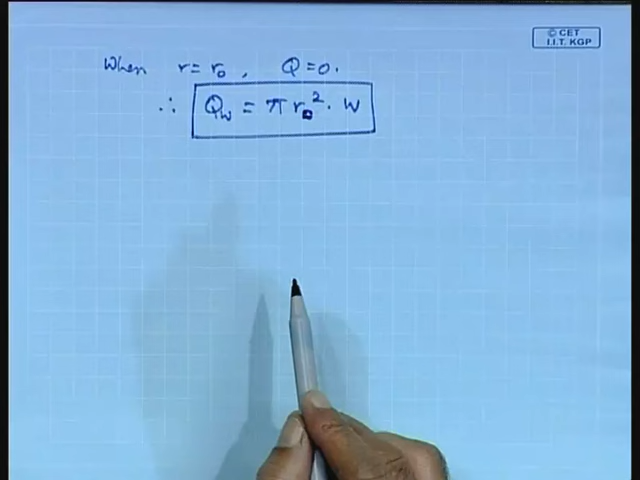 © CET
I.I.T. KGP
When r = r₀ , Q = 0.
∴ Q_w = π r₀² · W